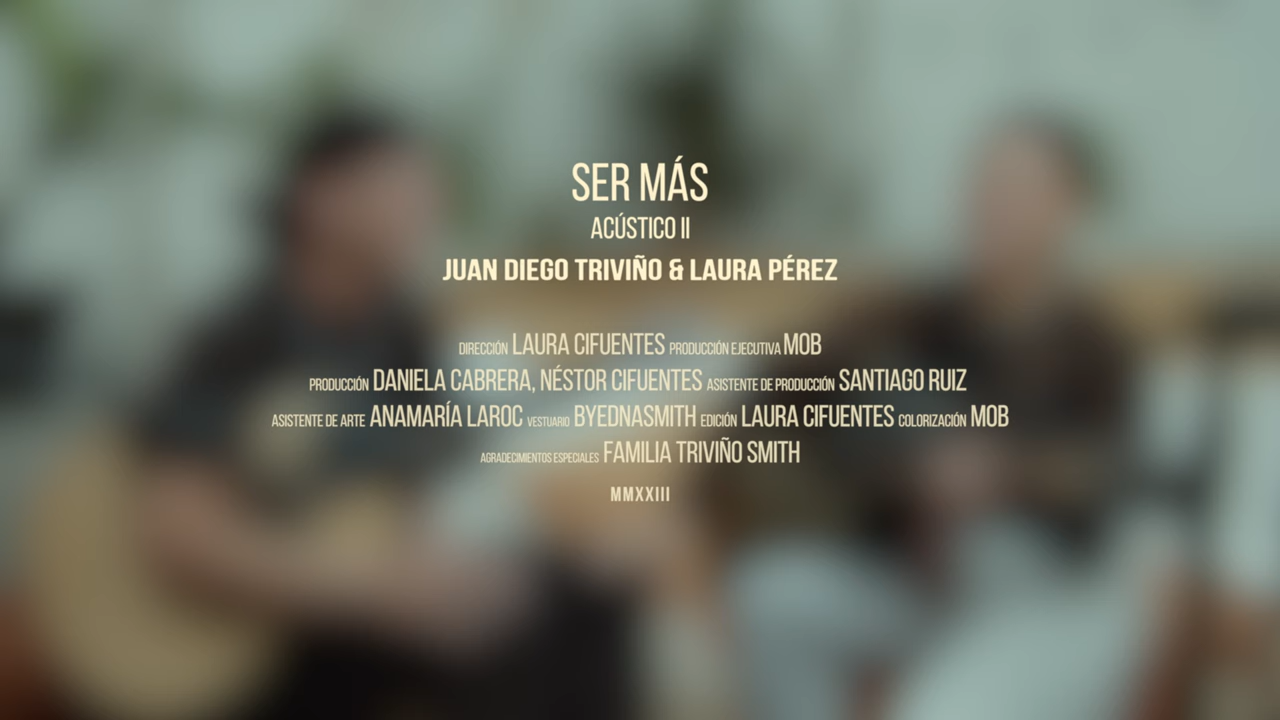 SER MÁS
ACÚSTICO II
JUAN DIEGO TRIVIÑO & LAURA PÉREZ
DIRECCIÓN LAURA CIFUENTES PRODUCCIÓN EJECUTIVA MOB
PRODUCCIÓN DANIELA CABRERA, NÉSTOR CIFUENTES ASISTENTE DE PRODUCCIÓN SANTIAGO RUIZ
ASISTENTE DE ARTE ANAMARÍA LAROC VESTUARIO BYEDNASMITH EDICIÓN LAURA CIFUENTES COLORIZACIÓN MOB
AGRADECIMIENTOS ESPECIALES FAMILIA TRIVIÑO SMITH
MMXXIII